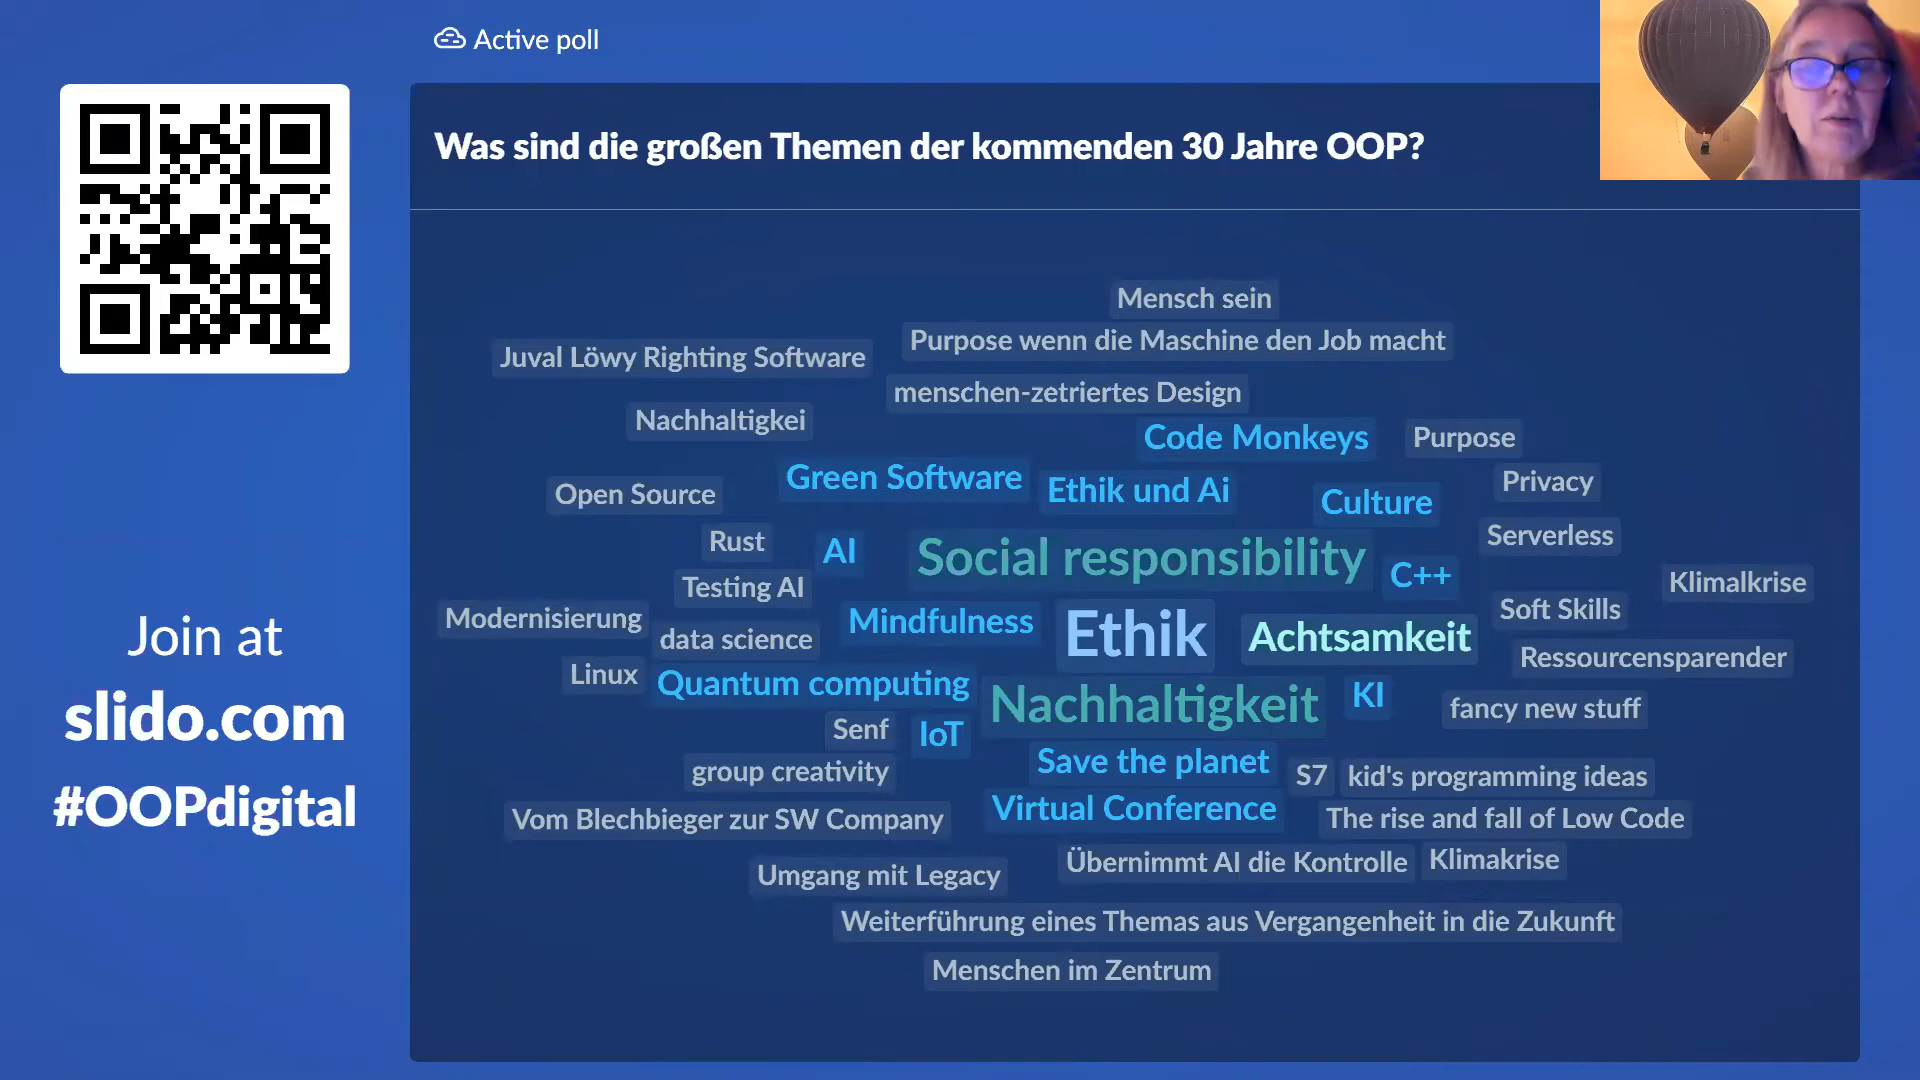 Active poll
Was sind die großen Themen der kommenden 30 Jahre OOP?
Join at
slido.com
#OOPdigital
Mensch sein
Purpose wenn die Maschine den Job macht
Juval Löwy Righting Software
menschen-zetriertes Design
Nachhaltigkei
Code Monkeys
Purpose
Green Software
Ethik und Ai
Privacy
Open Source
Culture
Rust
AI
Social responsibility
Serverless
C++
Testing AI
Klimalkrise
Modernisierung
Mindfulness
Ethik
Achtsamkeit
Soft Skills
data science
Ressourcensparender
Linux
Quantum computing
Nachhaltigkeit
KI
fancy new stuff
Senf
IoT
group creativity
Save the planet
S7
kid's programming ideas
Vom Blechbieger zur SW Company
Virtual Conference
The rise and fall of Low Code
Umgang mit Legacy
Übernimmt AI die Kontrolle
Klimakrise
Weiterführung eines Themas aus Vergangenheit in die Zukunft
Menschen im Zentrum